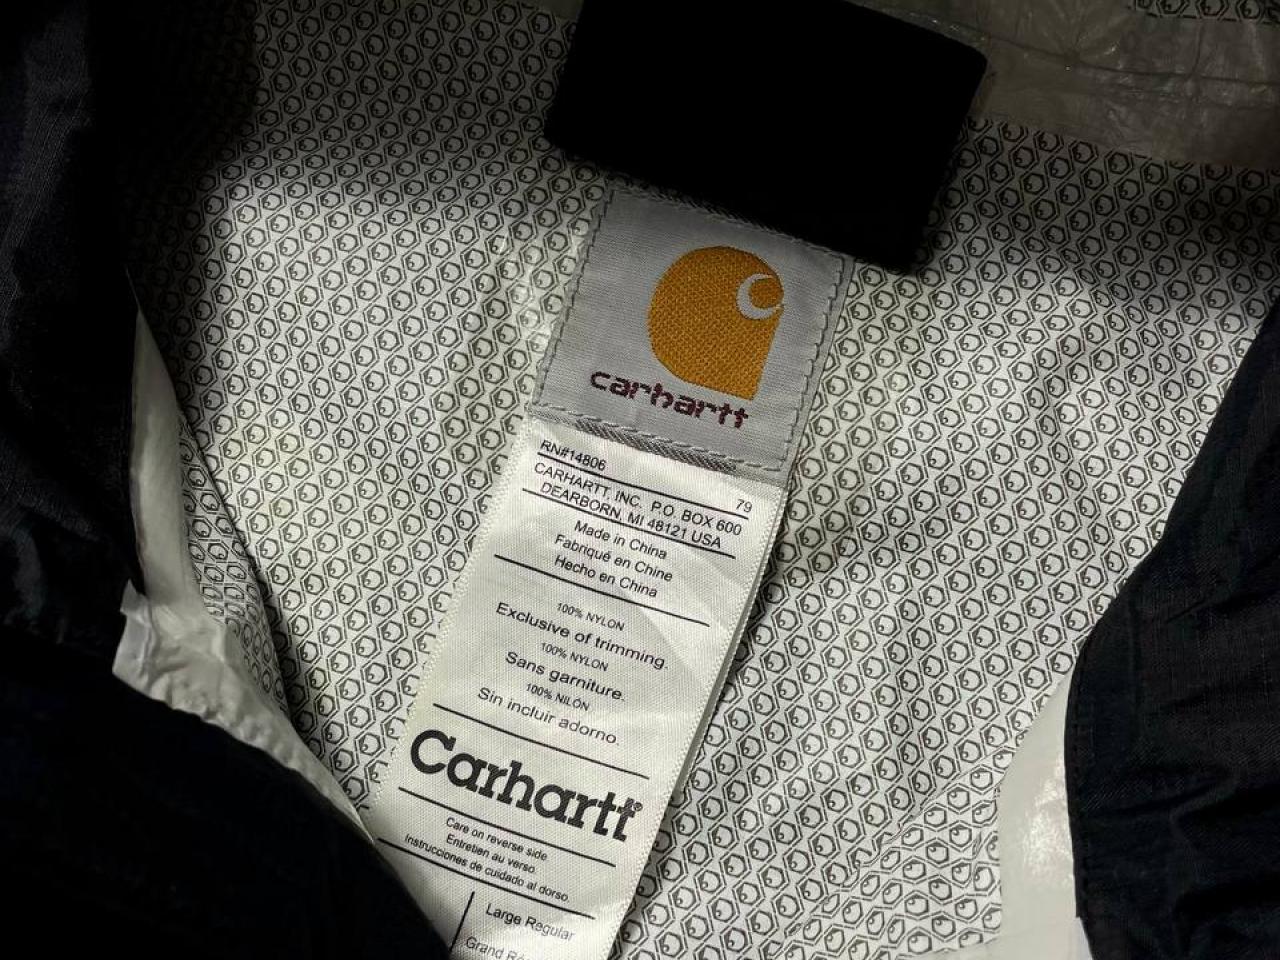 carhartt
RN#14806
79
CARHARTT, INC. P.O. BOX 600
DEARBORN MI 48121 USA
Made in China
Fabriqué en Chine
Hecho en China
100% NYLON
Exclusive of trimming.
100% NYLON
Sans garniture.
100% NILÓN
Sin incluir adorno.
Carhartt®
Care on reverse side
Entretien au verso.
Instrucciones de cuidado al dorso.
Large Regular
Grand